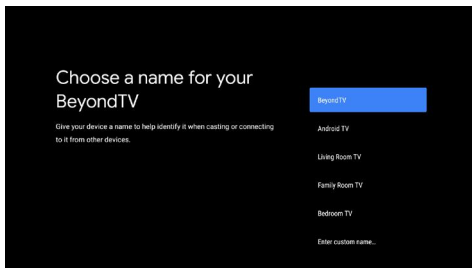 Choose a name for your
BeyondTV
Give your device a name to help identify it when casting or connecting
to it from other devices.
BeyondTV
Android TV
Living Room TV
Family Room TV
Bedroom TV
Enter custom name...